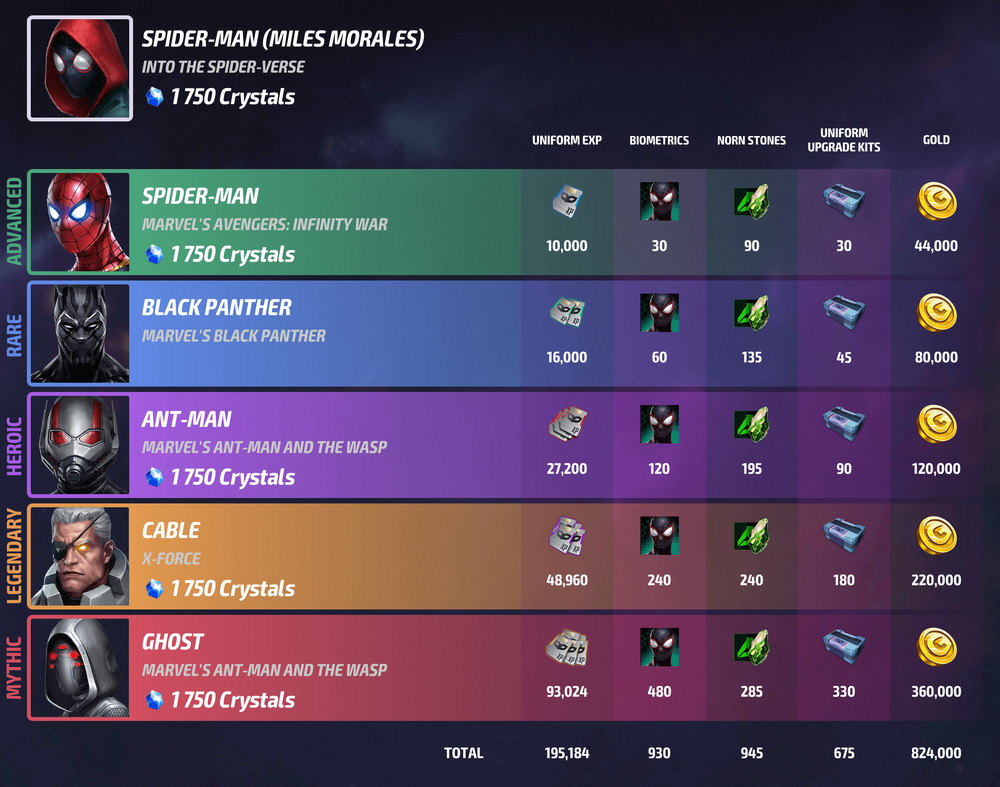 SPIDER-MAN (MILES MORALES)
INTO THE SPIDER-VERSE
1 750 Crystals
UNIFORM EXP
BIOMETRICS
NORN STONES
UNIFORM
UPGRADE KITS
GOLD
ADVANCED
SPIDER-MAN
MARVEL'S AVENGERS: INFINITY WAR
1 750 Crystals
XP
10,000
30
90
30
44,000
RARE
BLACK PANTHER
MARVEL'S BLACK PANTHER
XP
16,000
60
135
45
80,000
HEROIC
ANT-MAN
MARVEL'S ANT-MAN AND THE WASP
1 750 Crystals
XP
27,200
120
195
90
120,000
LEGENDARY
CABLE
X-FORCE
1 750 Crystals
XP
48,960
240
240
180
220,000
MYTHIC
GHOST
MARVEL'S ANT-MAN AND THE WASP
1 750 Crystals
XP
93,024
480
285
330
360,000
TOTAL
195,184
930
945
675
824,000